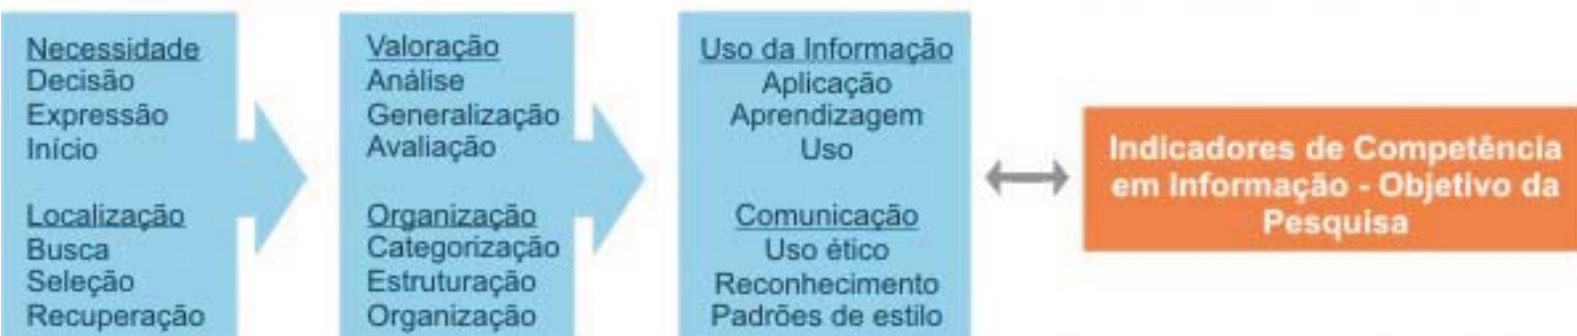 Necessidade
Decisão
Expressão
Início
Localização
Busca
Seleção
Recuperação
Valoração
Análise
Generalização
Avaliação
Organização
Categorização
Estruturação
Organização
Uso da Informação
Aplicação
Aprendizagem
Uso
Comunicação
Uso ético
Reconhecimento
Padrões de estilo
Indicadores de Competência
em Informação - Objetivo da
Pesquisa